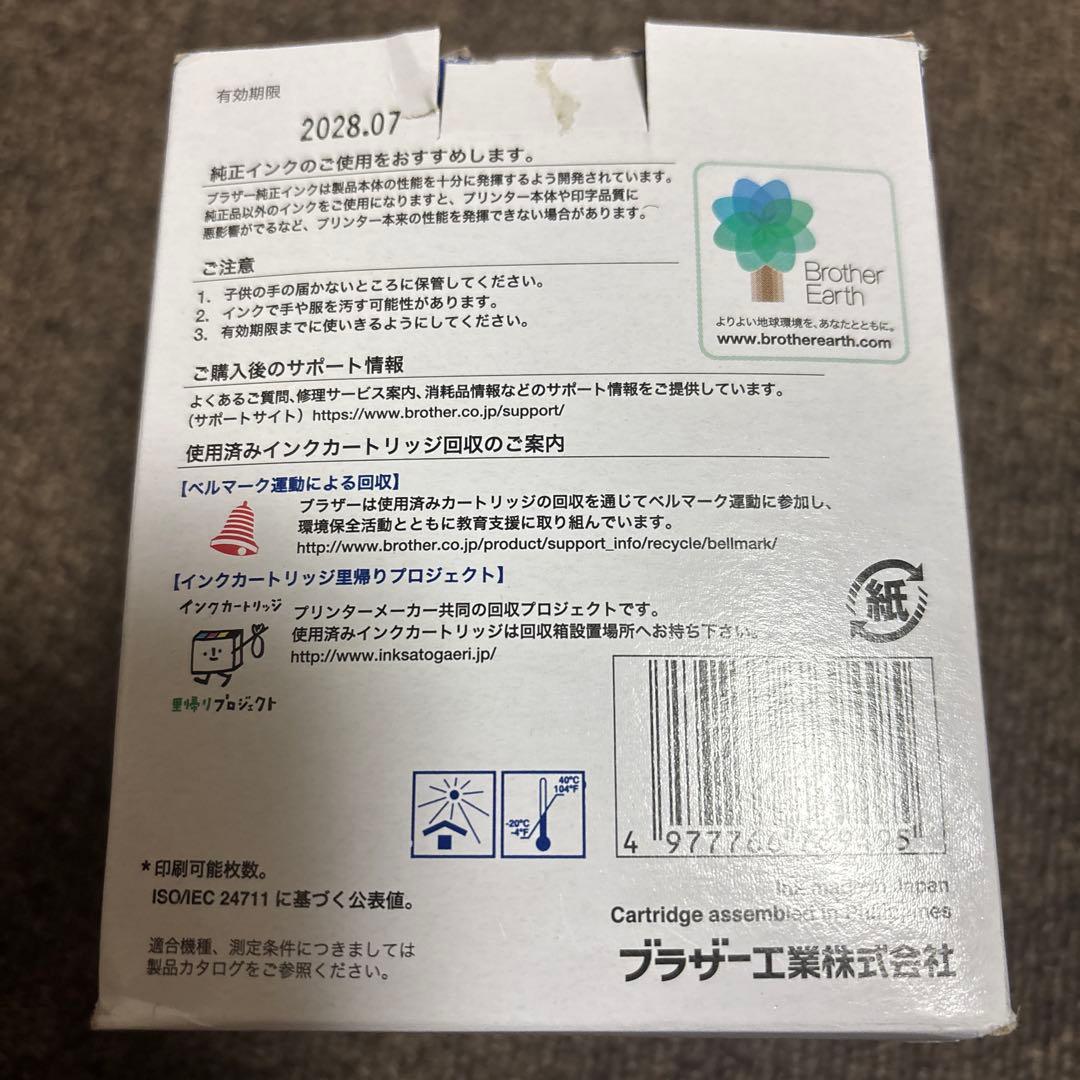 有効期限
2028.07
純正インクのご使用をおすすめします。
ブラザー純正インクは製品本体の性能を十分に発揮するよう開発されています。
純正品以外のインクをご使用になりますと、プリンター本体や印字品質に
悪影響がでるなど、プリンター本来の性能を発揮できない場合があります。
Brother
Earth
よりよい地球環境を、あなたとともに。
www.brotherearth.com
ご注意
1. 子供の手の届かないところに保管してください。
2. インクで手や服を汚す可能性があります。
3. 有効期限までに使いきるようにしてください。
ご購入後のサポート情報
よくあるご質問、修理サービス案内、消耗品情報などのサポート情報をご提供しています。
(サポートサイト) https://www.brother.co.jp/support/
使用済みインクカートリッジ回収のご案内
【ベルマーク運動による回収】
ブラザーは使用済みカートリッジの回収を通じてベルマーク運動に参加し、
環境保全活動とともに教育支援に取り組んでいます。
http://www.brother.co.jp/product/support_info/recycle/bellmark/
【インクカートリッジ里帰りプロジェクト】
インクカートリッジ
里帰りプロジェクト
プリンターメーカー共同の回収プロジェクトです。
使用済みインクカートリッジは回収箱設置場所へお持ち下さい。
http://www.inksatogaeri.jp/
紙
40°C
104°F
-20°C
-4°F
4 977766
*印刷可能枚数。
ISO/IEC 24711 に基づく公表値。
適合機種、測定条件につきましては
製品カタログをご参照ください。
Ink made in Japan
Cartridge assembled in Philippines
ブラザー工業株式会社